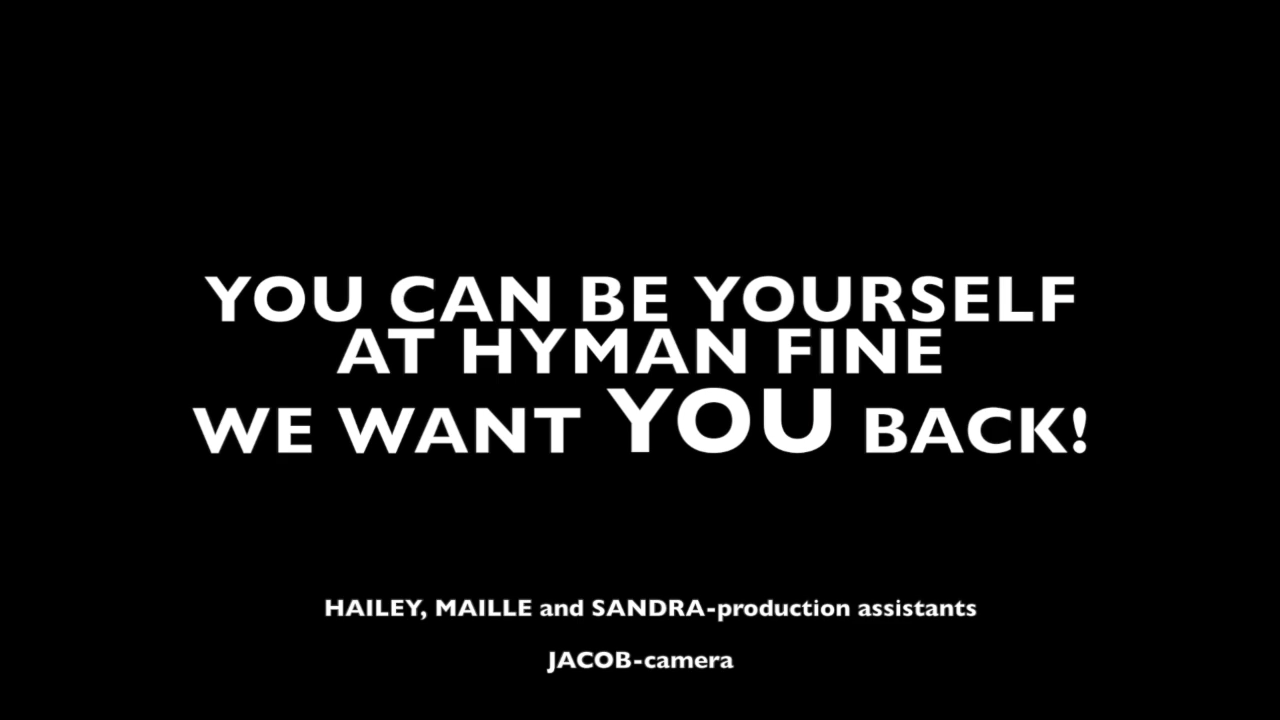 YOU CAN BE YOURSELF
AT HYMAN FINE
WE WANT YOU BACK!
HAILEY, MAILLE and SANDRA-production assistants
JACOB-camera